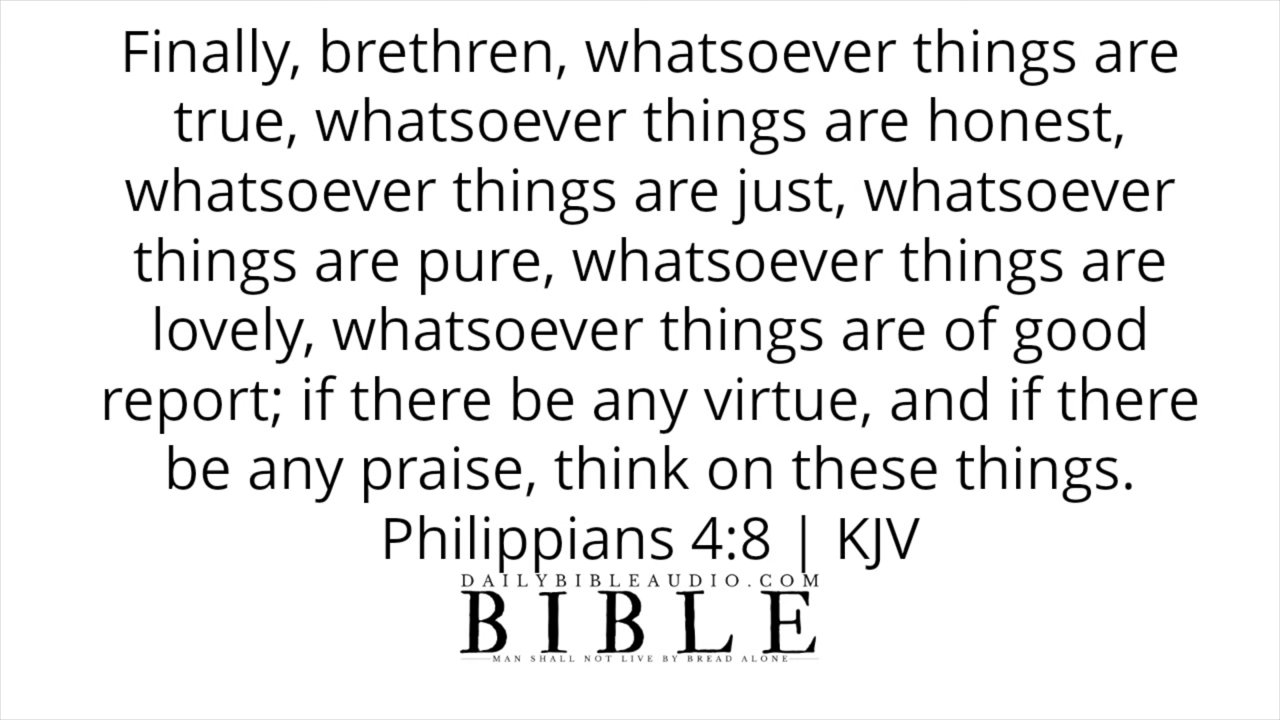 Finally, brethren, whatsoever things are
true, whatsoever things are honest,
whatsoever things are just, whatsoever
things are pure, whatsoever things are
lovely, whatsoever things are of good
report; if there be any virtue, and if there
be any praise, think on these things.
Philippians 4:8 | KJV
DAILYBIBLEAUDIO.COM
BIBLE
MAN SHALL NOT LIVE BY BREAD ALONE